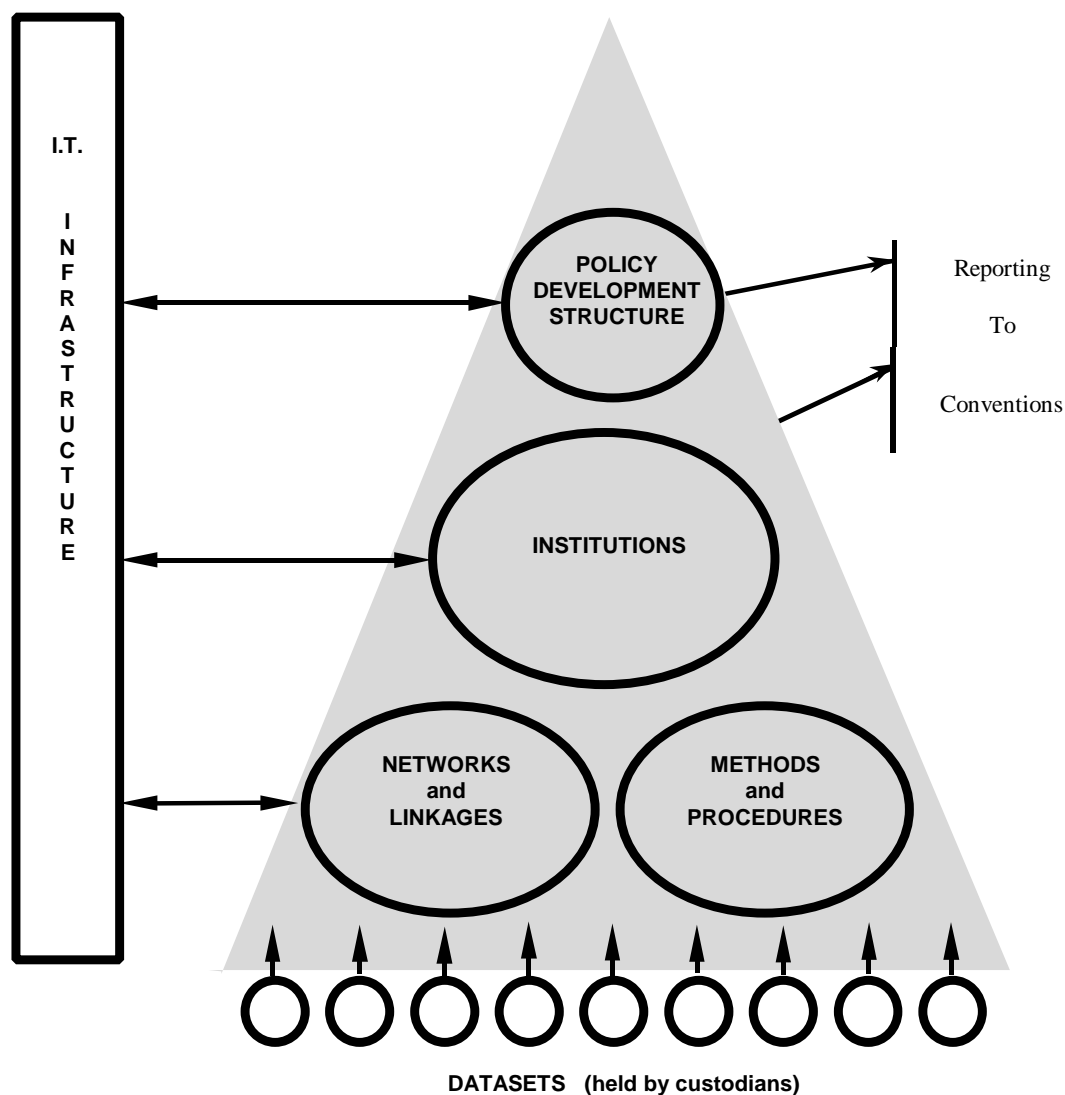 I.T.
I
N
F
R
A
S
T
R
U
C
T
U
R
E
POLICY
DEVELOPMENT
STRUCTURE
Reporting
To
Conventions
INSTITUTIONS
NETWORKS
and
LINKAGES
METHODS
and
PROCEDURES
DATASETS (held by custodians)